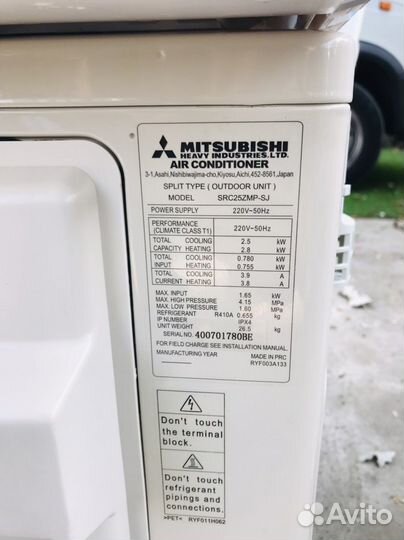 MITSUBISHI
HEAVY INDUSTRIES, LTD.
AIR CONDITIONER
3-1, Asahi, Nishibiwajima-cho, Kiyosu, Aichi, 452-8561, Japan
SPLIT TYPE ( OUTDOOR UNIT )
MODEL SRC25ZMP-SJ
POWER SUPPLY 220V~50Hz
PERFORMANCE
(CLIMATE CLASS T1) 220V~50Hz
TOTAL COOLING 2.5 kW
CAPACITY HEATING 2.8 kW
TOTAL COOLING 0.780 kW
INPUT HEATING 0.755 kW
TOTAL COOLING 3.9 A
CURRENT HEATING 3.8 A
MAX. INPUT 1.65 kW
MAX. HIGH PRESSURE 4.15 MPa
MAX. LOW PRESSURE 1.60 MPa
REFRIGERANT R410A 0.655 kg
IP NUMBER IPX4
UNIT WEIGHT 26.5 kg
SERIAL NO. 400701780BE
FOR FIELD CHARGE SEE INSTALLATION MANUAL.
MANUFACTURING YEAR MADE IN PRC
RYF003A133
Don't touch
the terminal
block.
Don't touch
refrigerant
pipings and
connections.
>PET< RYF011H062
Avito